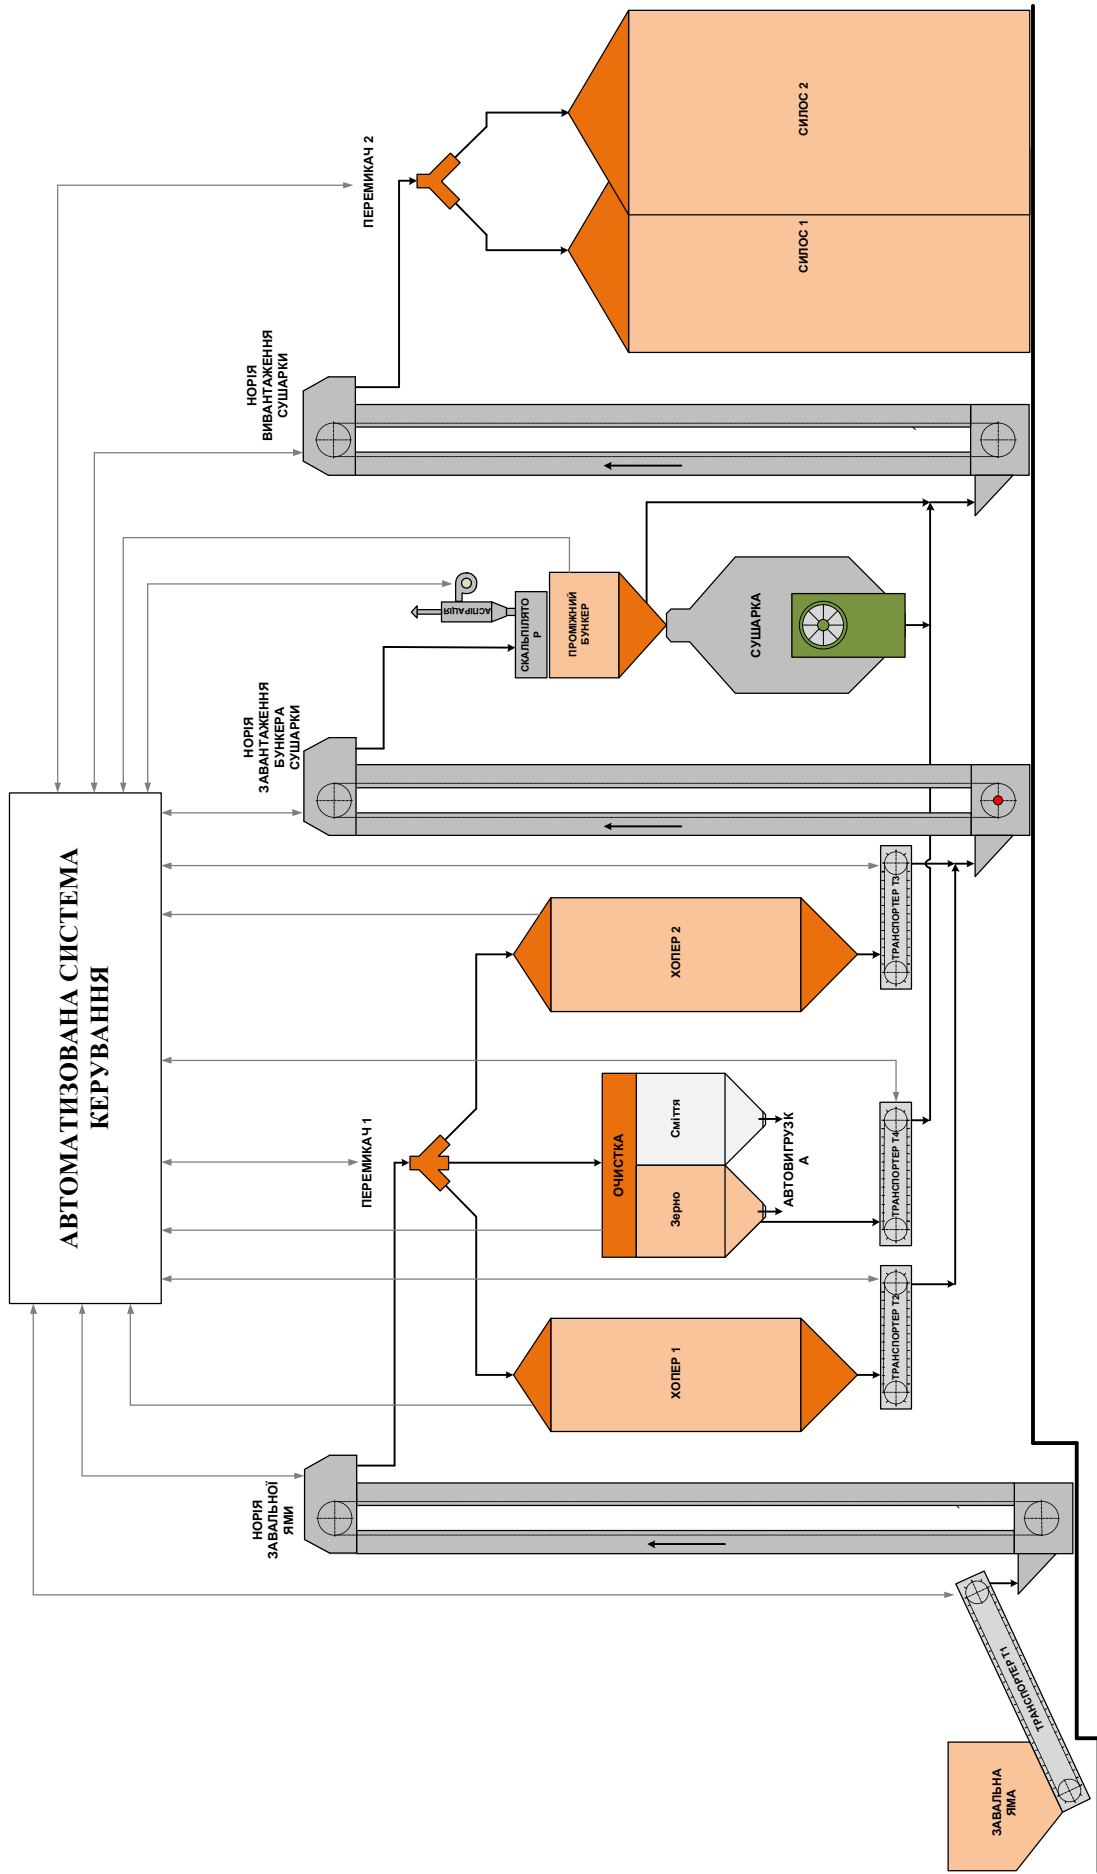 АВТОМАТИЗОВАНА СИСТЕМА
КЕРУВАННЯ
НОРІЯ
ЗАВАЛЬНОЇ
ЯМИ
ПЕРЕМИКАЧ 1
НОРІЯ
ЗАВАНТАЖЕННЯ
БУНКЕРА
СУШАРКИ
НОРІЯ
ВИВАНТАЖЕННЯ
СУШАРКИ
ПЕРЕМИКАЧ 2
АСПІРАЦІЯ
СКАЛЬПІЛЯТО
Р
ПРОМІЖНИЙ
БУНКЕР
ХОПЕР 1
ОЧИСТКА
Зерно
Сміття
АВТОВИГРУЗК
А
ХОПЕР 2
СУШАРКА
СИЛОС 1
СИЛОС 2
ТРАНСПОРТЕР Т2
ТРАНСПОРТЕР Т4
ТРАНСПОРТЕР Т3
ЗАВАЛЬНА
ЯМА
ТРАНСПОРТЕР Т1